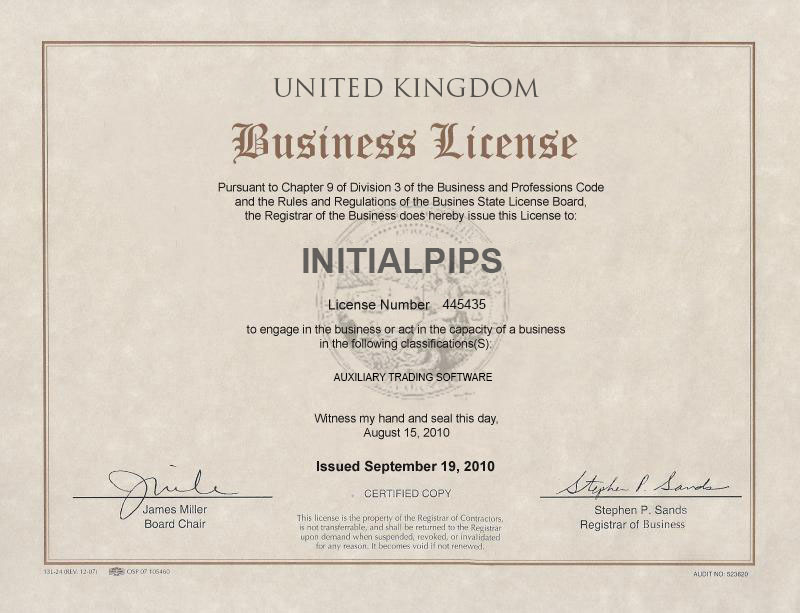 UNITED KINGDOM
Business License
Pursuant to Chapter 9 of Division 3 of the Business and Professions Code
and the Rules and Regulations of the Busines State License Board,
the Registrar of the Business does hereby issue this License to:
INITIALPIPS
License Number 445435
to engage in the business or act in the capacity of a business
in the following classifications(S):
AUXILIARY TRADING SOFTWARE
Witness my hand and seal this day,
August 15, 2010
Issued September 19, 2010
CERTIFIED COPY
Stephen P. Sands
James Miller
Board Chair
Stephen P. Sands
Registrar of Business
This license is the property of the Registrar of Contractors,
is not transferrable, and shall be returned to the Registrar
upon demand when suspended, revoked, or invalidated
for any reason. It becomes void if not renewed.
13L-24 (REV. 12-07) OSP 07 105460
AUDIT NO: 523620